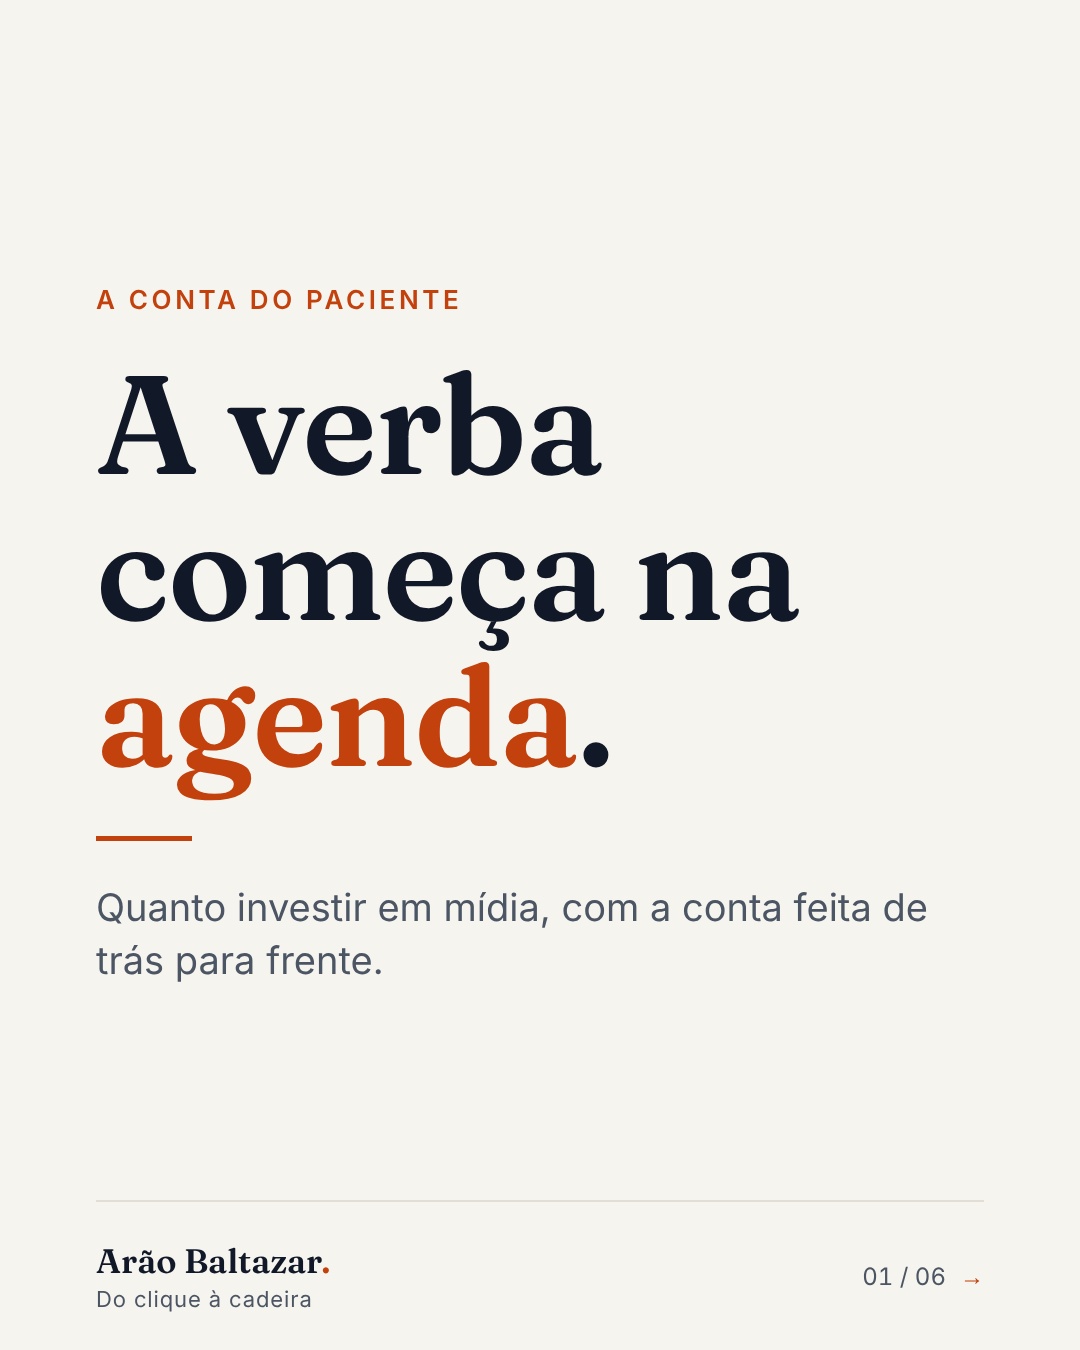 A CONTA DO PACIENTE
A verba
começa na
agenda.
Quanto investir em mídia, com a conta feita de
trás para frente.
Arão Baltazar.
Do clique à cadeira
01 / 06 →